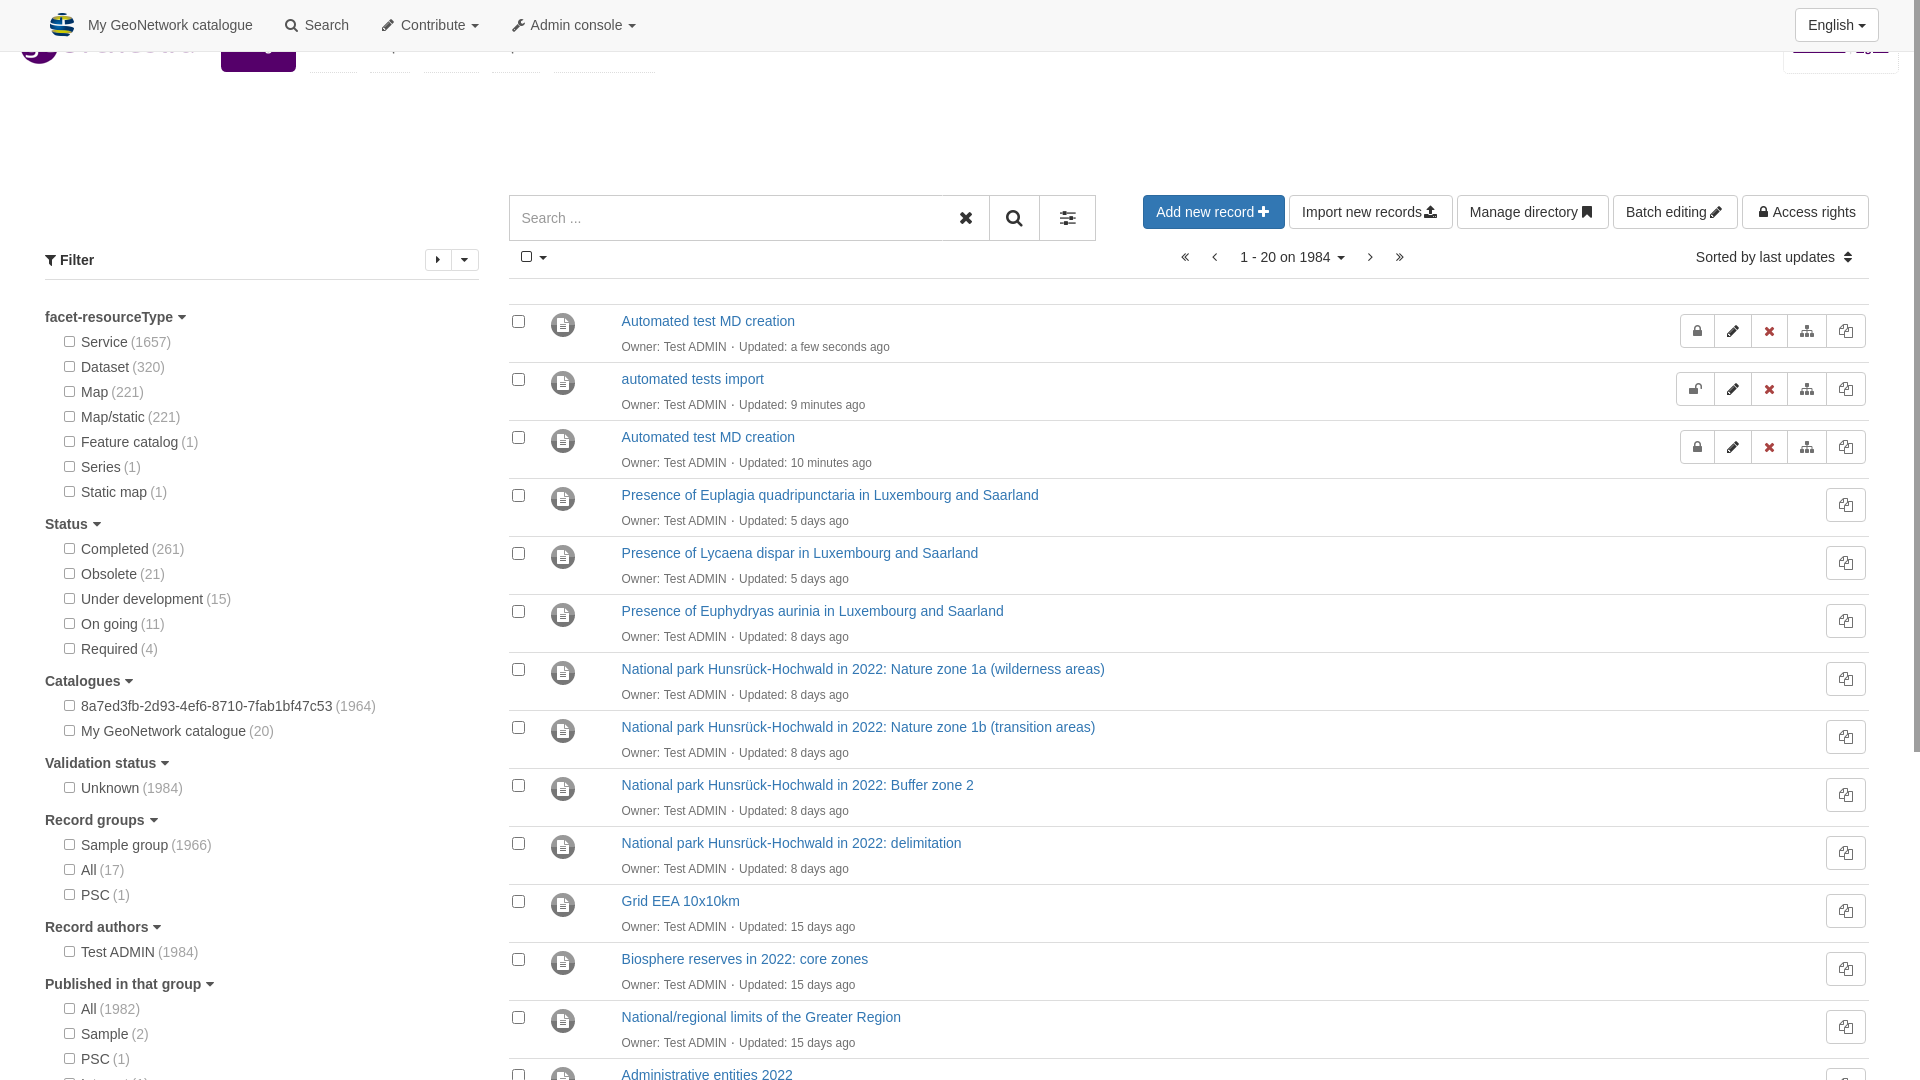 My GeoNetwork catalogue
Search
Contribute
Admin console
English
Search ...
Add new record
Import new records
Manage directory
Batch editing
Access rights
Filter
1 - 20 on 1984
Sorted by last updates
facet-resourceType
Service (1657)
Dataset (320)
Map (221)
Map/static (221)
Feature catalog (1)
Series (1)
Static map (1)
Status
Completed (261)
Obsolete (21)
Under development (15)
On going (11)
Required (4)
Catalogues
8a7ed3fb-2d93-4ef6-8710-7fab1bf47c53 (1964)
My GeoNetwork catalogue (20)
Validation status
Unknown (1984)
Record groups
Sample group (1966)
All (17)
PSC (1)
Record authors
Test ADMIN (1984)
Published in that group
All (1982)
Sample (2)
PSC (1)
Automated test MD creation
Owner: Test ADMIN · Updated: a few seconds ago
automated tests import
Owner: Test ADMIN · Updated: 9 minutes ago
Automated test MD creation
Owner: Test ADMIN · Updated: 10 minutes ago
Presence of Euplagia quadripunctaria in Luxembourg and Saarland
Owner: Test ADMIN · Updated: 5 days ago
Presence of Lycaena dispar in Luxembourg and Saarland
Owner: Test ADMIN · Updated: 5 days ago
Presence of Euphydryas aurinia in Luxembourg and Saarland
Owner: Test ADMIN · Updated: 8 days ago
National park Hunsrück-Hochwald in 2022: Nature zone 1a (wilderness areas)
Owner: Test ADMIN · Updated: 8 days ago
National park Hunsrück-Hochwald in 2022: Nature zone 1b (transition areas)
Owner: Test ADMIN · Updated: 8 days ago
National park Hunsrück-Hochwald in 2022: Buffer zone 2
Owner: Test ADMIN · Updated: 8 days ago
National park Hunsrück-Hochwald in 2022: delimitation
Owner: Test ADMIN · Updated: 8 days ago
Grid EEA 10x10km
Owner: Test ADMIN · Updated: 15 days ago
Biosphere reserves in 2022: core zones
Owner: Test ADMIN · Updated: 15 days ago
National/regional limits of the Greater Region
Owner: Test ADMIN · Updated: 15 days ago
Administrative entities 2022